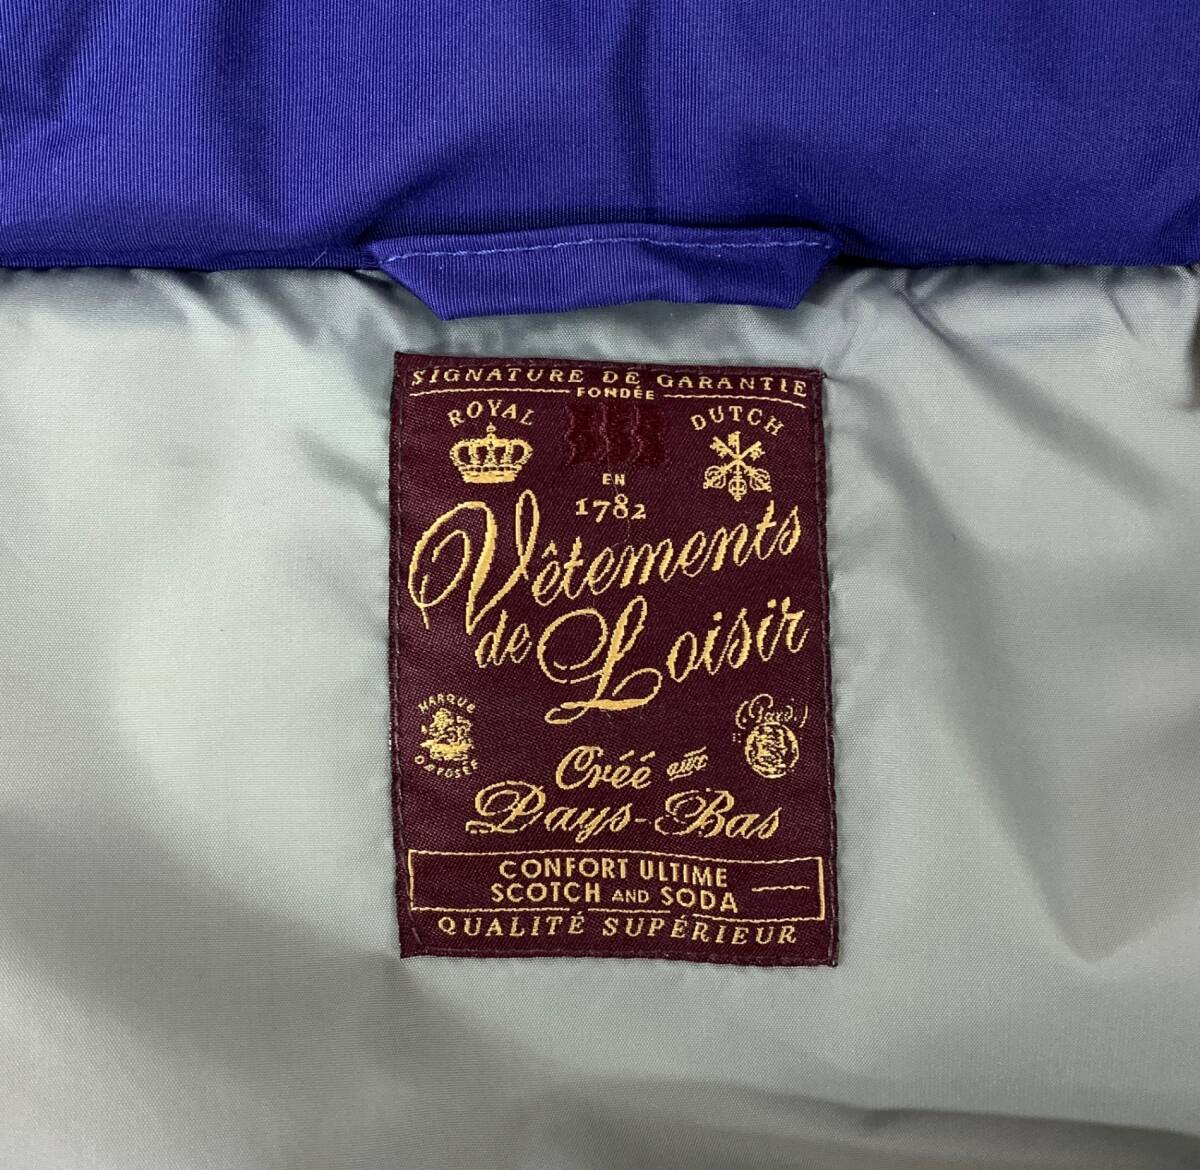 SIGNATURE DE GARANTIE
FONDÉE
ROYAL DUTCH
EN
1782
Vêtements
de Loisir
MARQUE
DÉPOSÉE
Créé aux
Pays-Bas
CONFORT ULTIME
SCOTCH AND SODA
QUALITÉ SUPÉRIEUR